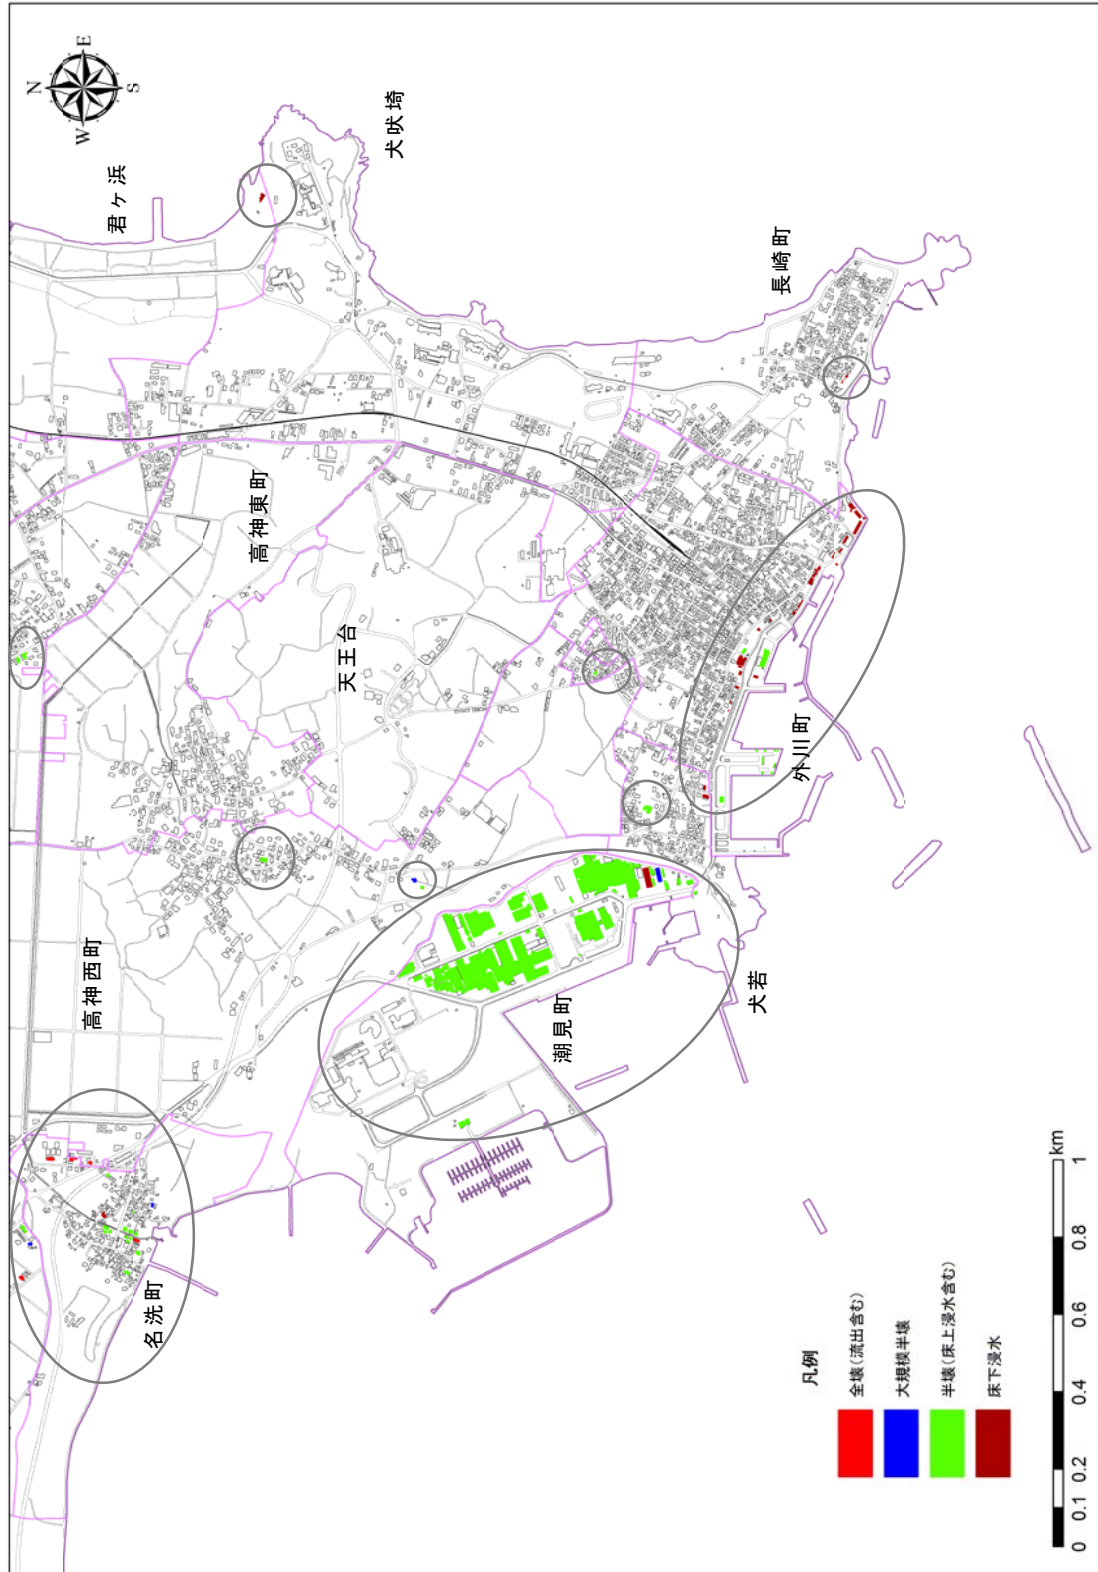 N
E
S
W
君ヶ浜
犬吠埼
長崎町
高神東町
天王台
高神西町
外川町
潮見町
犬若
名洗町
凡例
全壊(流出含む)
大規模半壊
半壊(床上浸水含む)
床下浸水
0 0.1 0.2 0.4 0.6 0.8 1
km